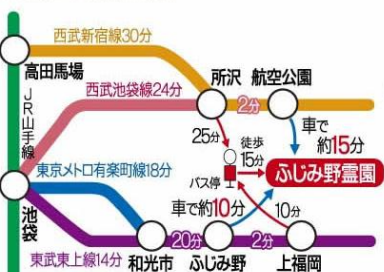 西武新宿線30分
高田馬場
西武池袋線24分
所沢
航空公園
2分
JR山手線
25分
徒歩
15分
車で
約15分
バス停
ふじみ野霊園
東京メトロ有楽町線18分
池袋
車で約10分
10分
20分
2分
東武東上線14分
和光市
ふじみ野
上福岡